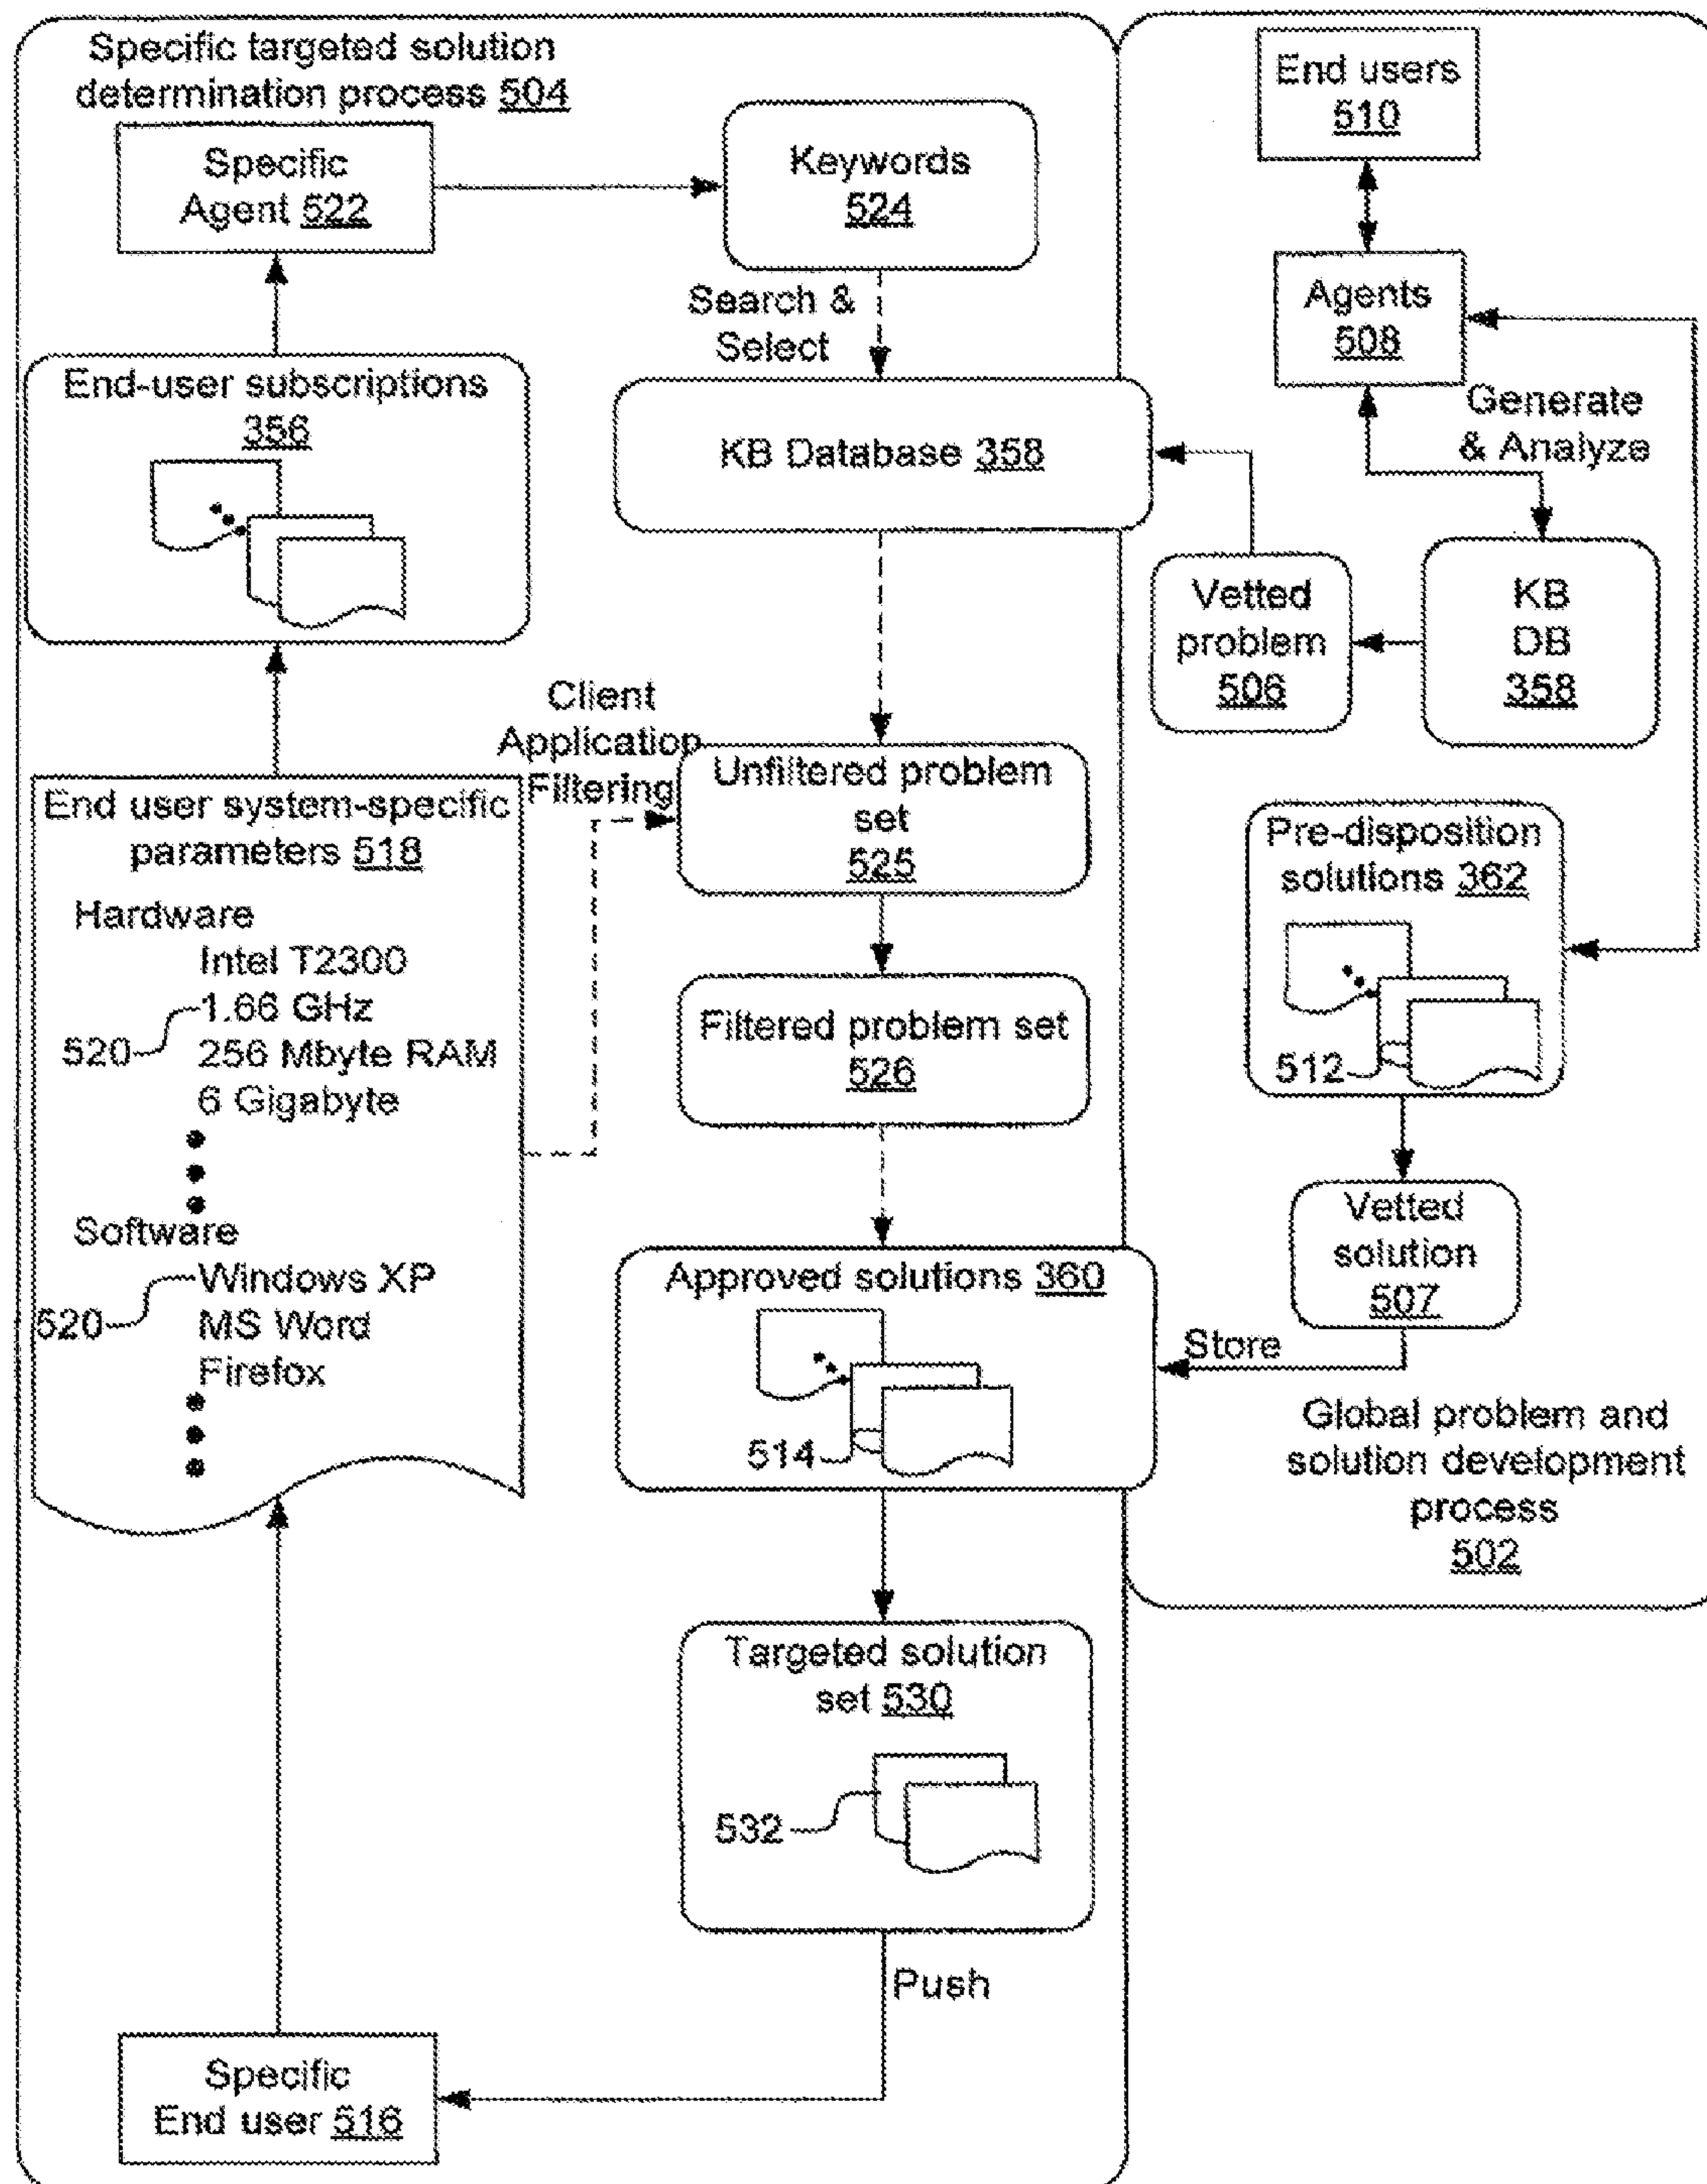 Specific targeted solution
determination process 504
Specific
Agent 522
Keywords
524
Search &
Select
End-user subscriptions
356
KB Database 358
Client
Application
Filtering
End user system-specific
parameters 518
Hardware
Intel T2300
1.66 GHz
520
256 Mbyte RAM
6 Gigabyte
Software
Windows XP
520
MS Word
Firefox
Unfiltered problem
set
525
Filtered problem set
526
Approved solutions 360
514
Targeted solution
set 530
532
Push
Specific
End user 516
End users
510
Agents
508
Generate
& Analyze
Vetted
problem
506
KB
DB
358
Pre-disposition
solutions 362
512
Vetted
solution
507
Store
Global problem and
solution development
process
502